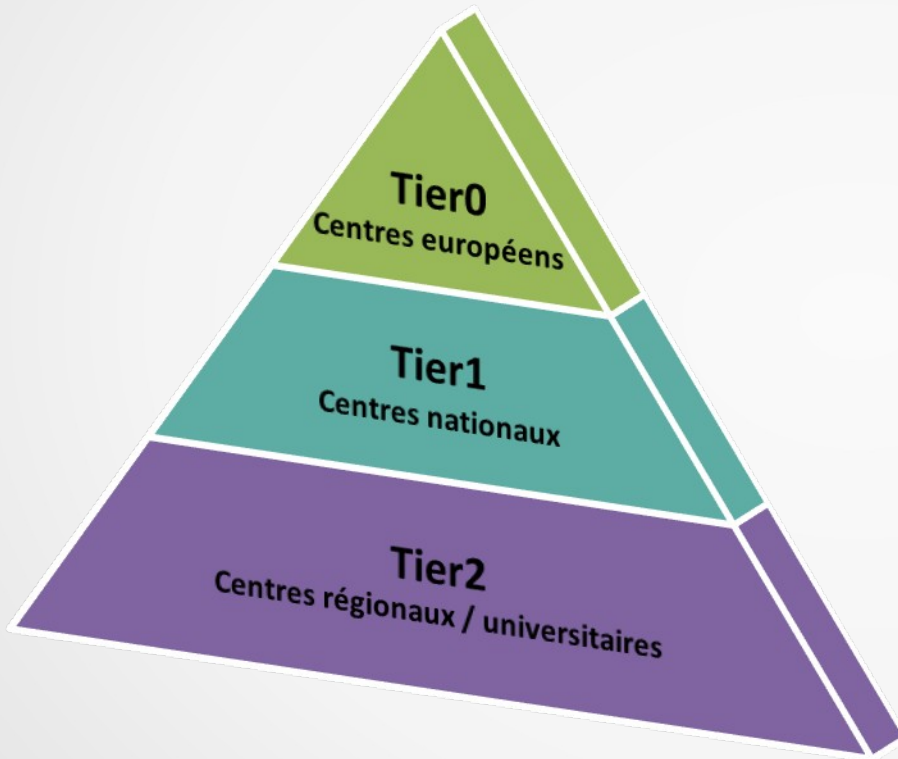 Tier0
Centres européens
Tier1
Centres nationaux
Tier2
Centres régionaux / universitaires